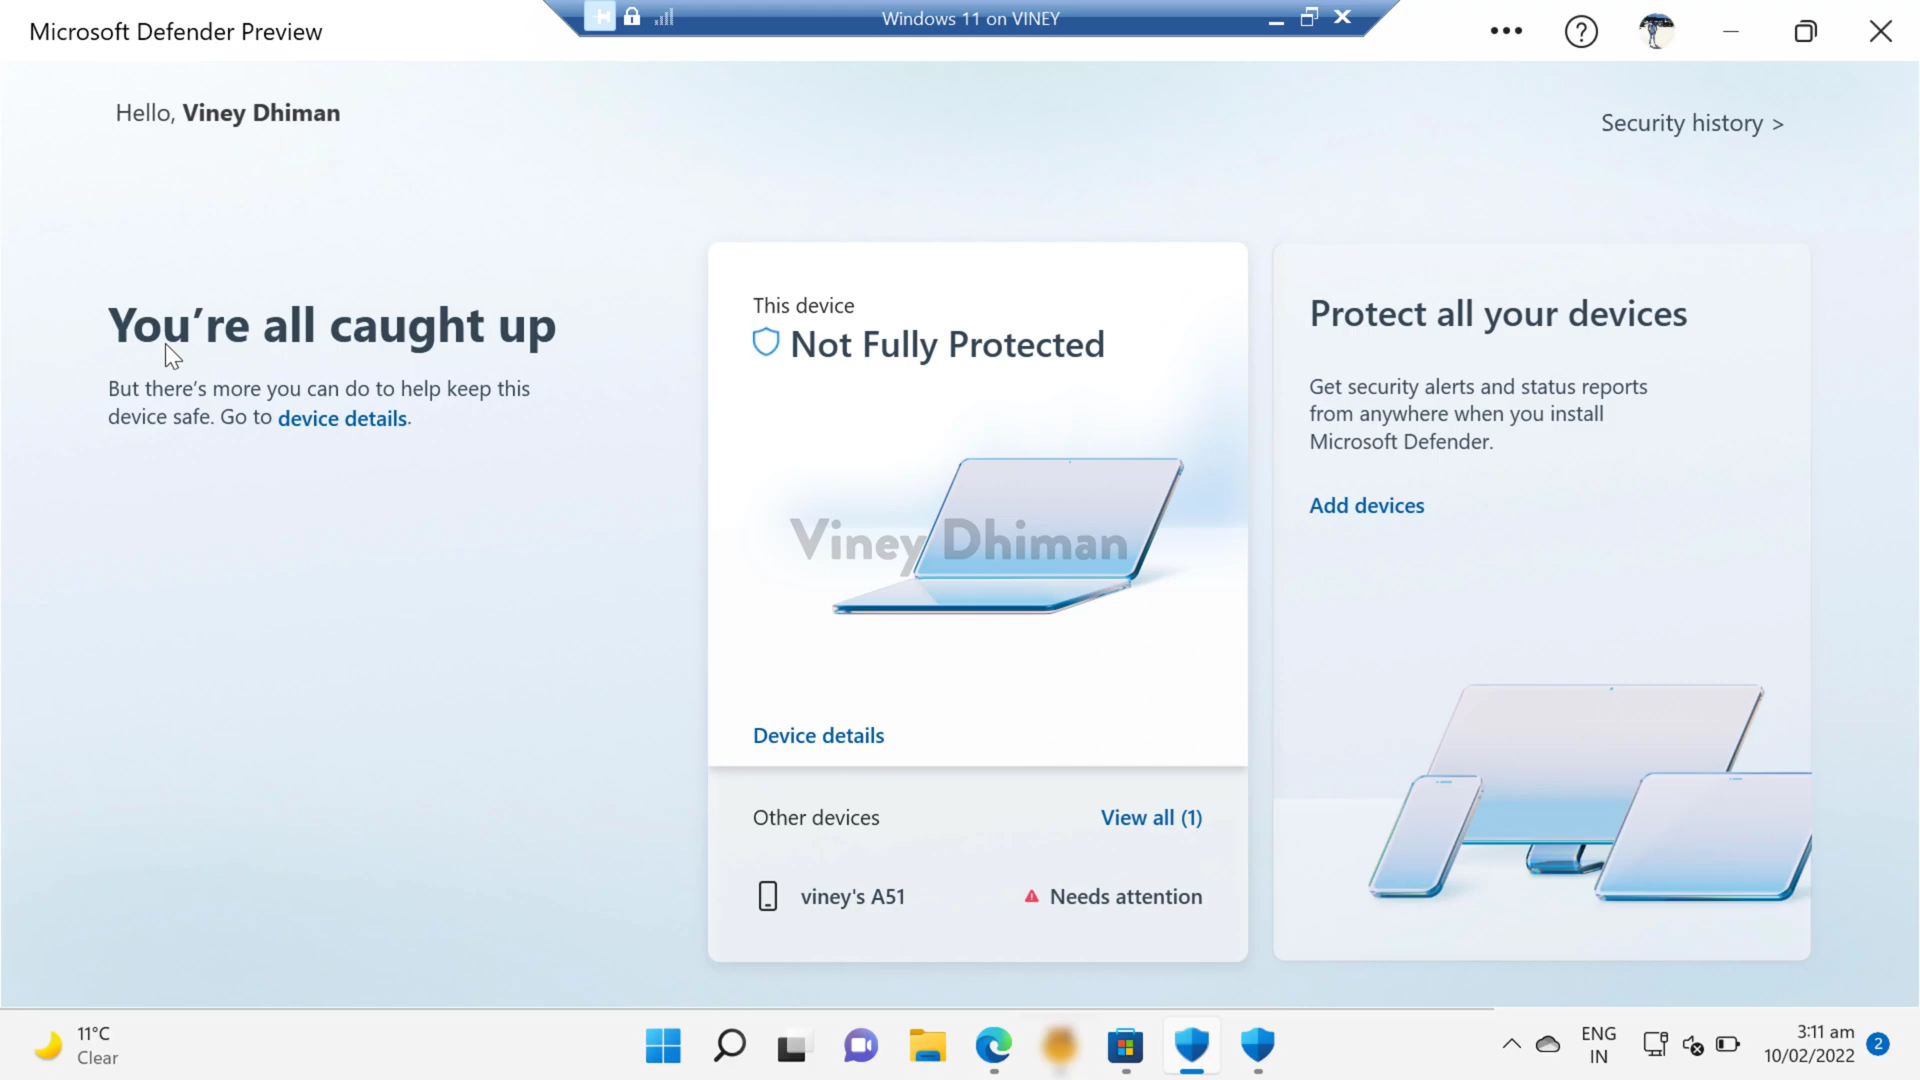 Microsoft Defender Preview
Windows 11 on VINEY
Hello, Viney Dhiman
Security history >
You’re all caught up
But there’s more you can do to help keep this
device safe. Go to device details.
This device
Not Fully Protected
Viney Dhiman
Device details
Other devices
View all (1)
viney's A51
Needs attention
Protect all your devices
Get security alerts and status reports
from anywhere when you install
Microsoft Defender.
Add devices
11°C
Clear
ENG
IN
3:11 am
10/02/2022
2